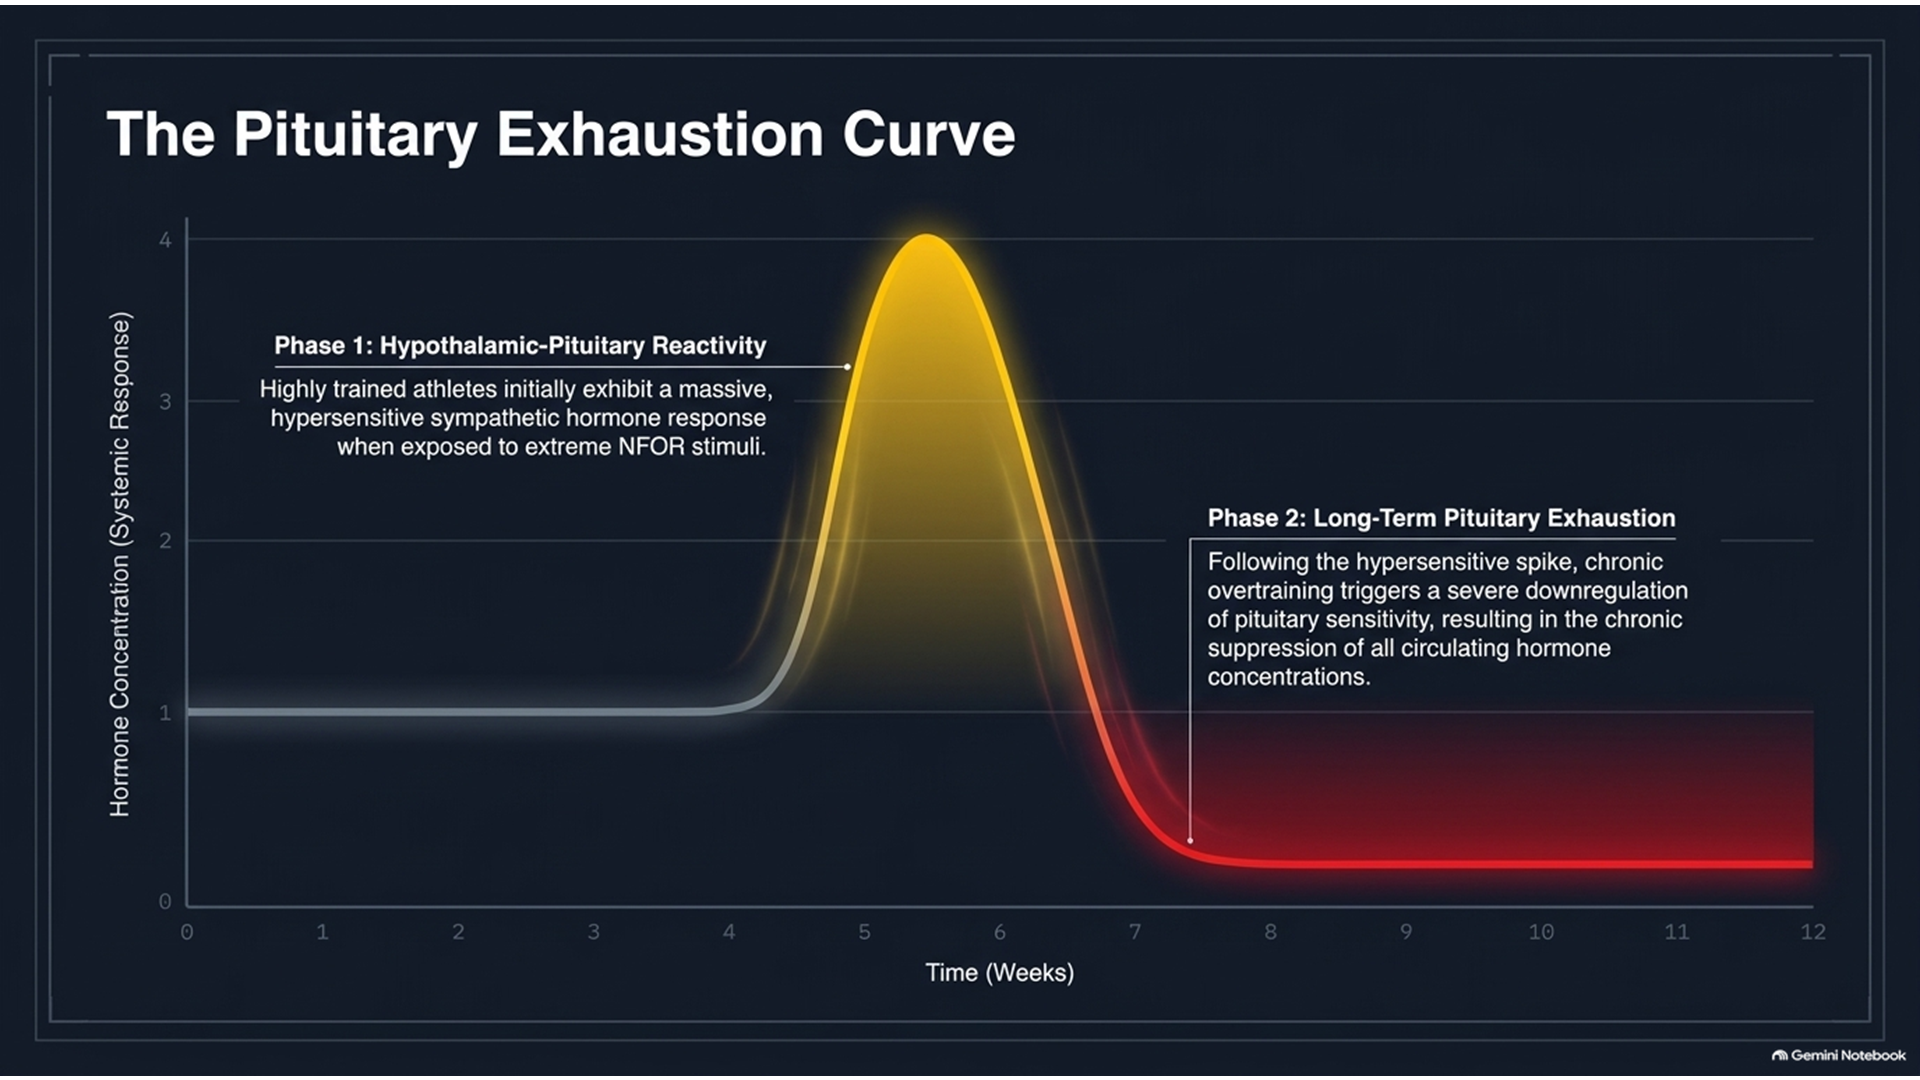 The Pituitary Exhaustion Curve
Hormone Concentration (Systemic Response)
4
3
2
1
0
Phase 1: Hypothalamic-Pituitary Reactivity
Highly trained athletes initially exhibit a massive,
hypersensitive sympathetic hormone response
when exposed to extreme NFOR stimuli.
Phase 2: Long-Term Pituitary Exhaustion
Following the hypersensitive spike, chronic
overtraining triggers a severe downregulation
of pituitary sensitivity, resulting in the chronic
suppression of all circulating hormone
concentrations.
0 1 2 3 4 5 6 7 8 9 10 11 12
Time (Weeks)
Gemini Notebook